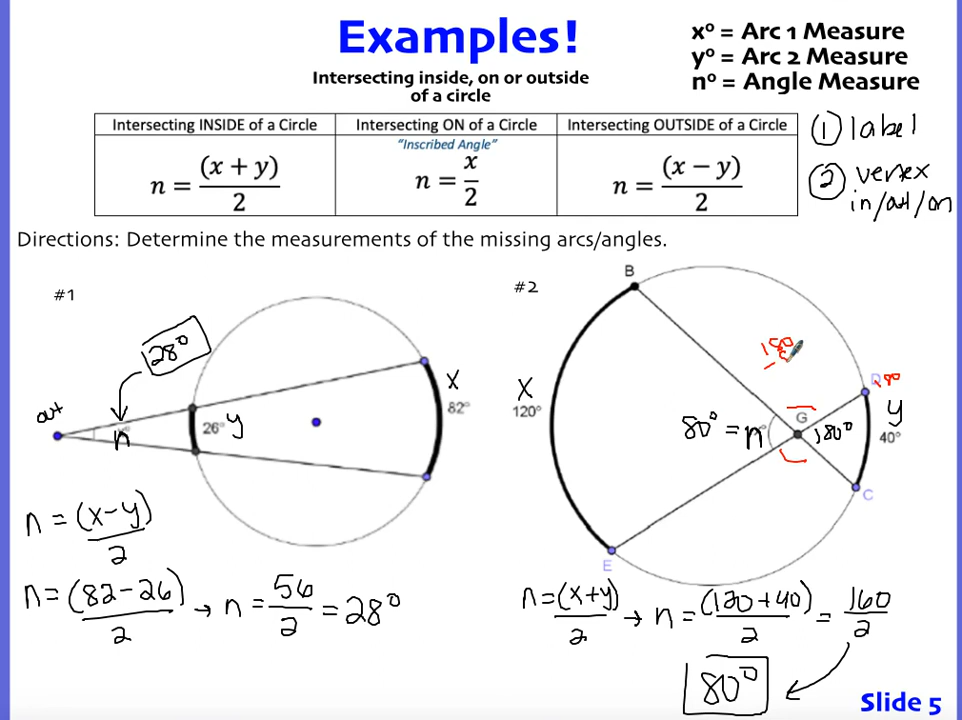 Examples!
Intersecting inside, on or outside
of a circle
x° = Arc 1 Measure
y° = Arc 2 Measure
n° = Angle Measure
Intersecting INSIDE of a Circle
Intersecting ON of a Circle
Intersecting OUTSIDE of a Circle
"Inscribed Angle"
n = (x + y) / 2
n = x / 2
n = (x − y) / 2
(1) label
(2) vertex
in/out/on
Directions: Determine the measurements of the missing arcs/angles.
#1
28°
out
n
26° y
x
82°
n = (x-y) / 2
n = (82-26) / 2 → n = 56 / 2 = 28°
#2
B
180
D
180
x
120°
G
y
40°
80° = n
180°
C
E
n = (x+y) / 2 → n = (120+40) / 2 = 160 / 2
80°
Slide 5